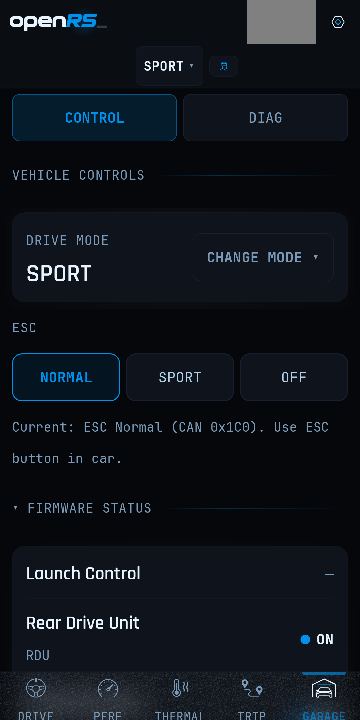 openRS_
SPORT ▾
CONTROL
DIAG
VEHICLE CONTROLS
DRIVE MODE
SPORT
CHANGE MODE ▾
ESC
NORMAL
SPORT
OFF
Current: ESC Normal (CAN 0x1C0). Use ESC
button in car.
▾ FIRMWARE STATUS
Launch Control
—
Rear Drive Unit
ON
RDU
DRIVE
PERF
THERMAL
TRIP
GARAGE